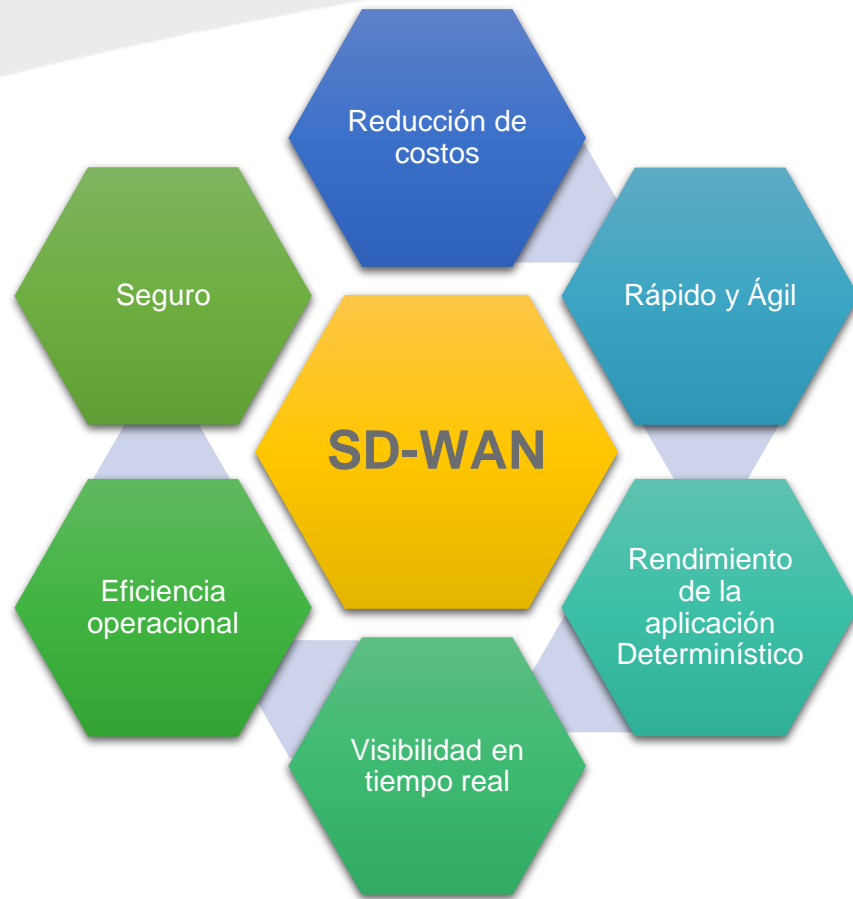 Reducción de
costos
Seguro
Rápido y Ágil
SD-WAN
Eficiencia
operacional
Rendimiento
de la
aplicación
Determinístico
Visibilidad en
tiempo real